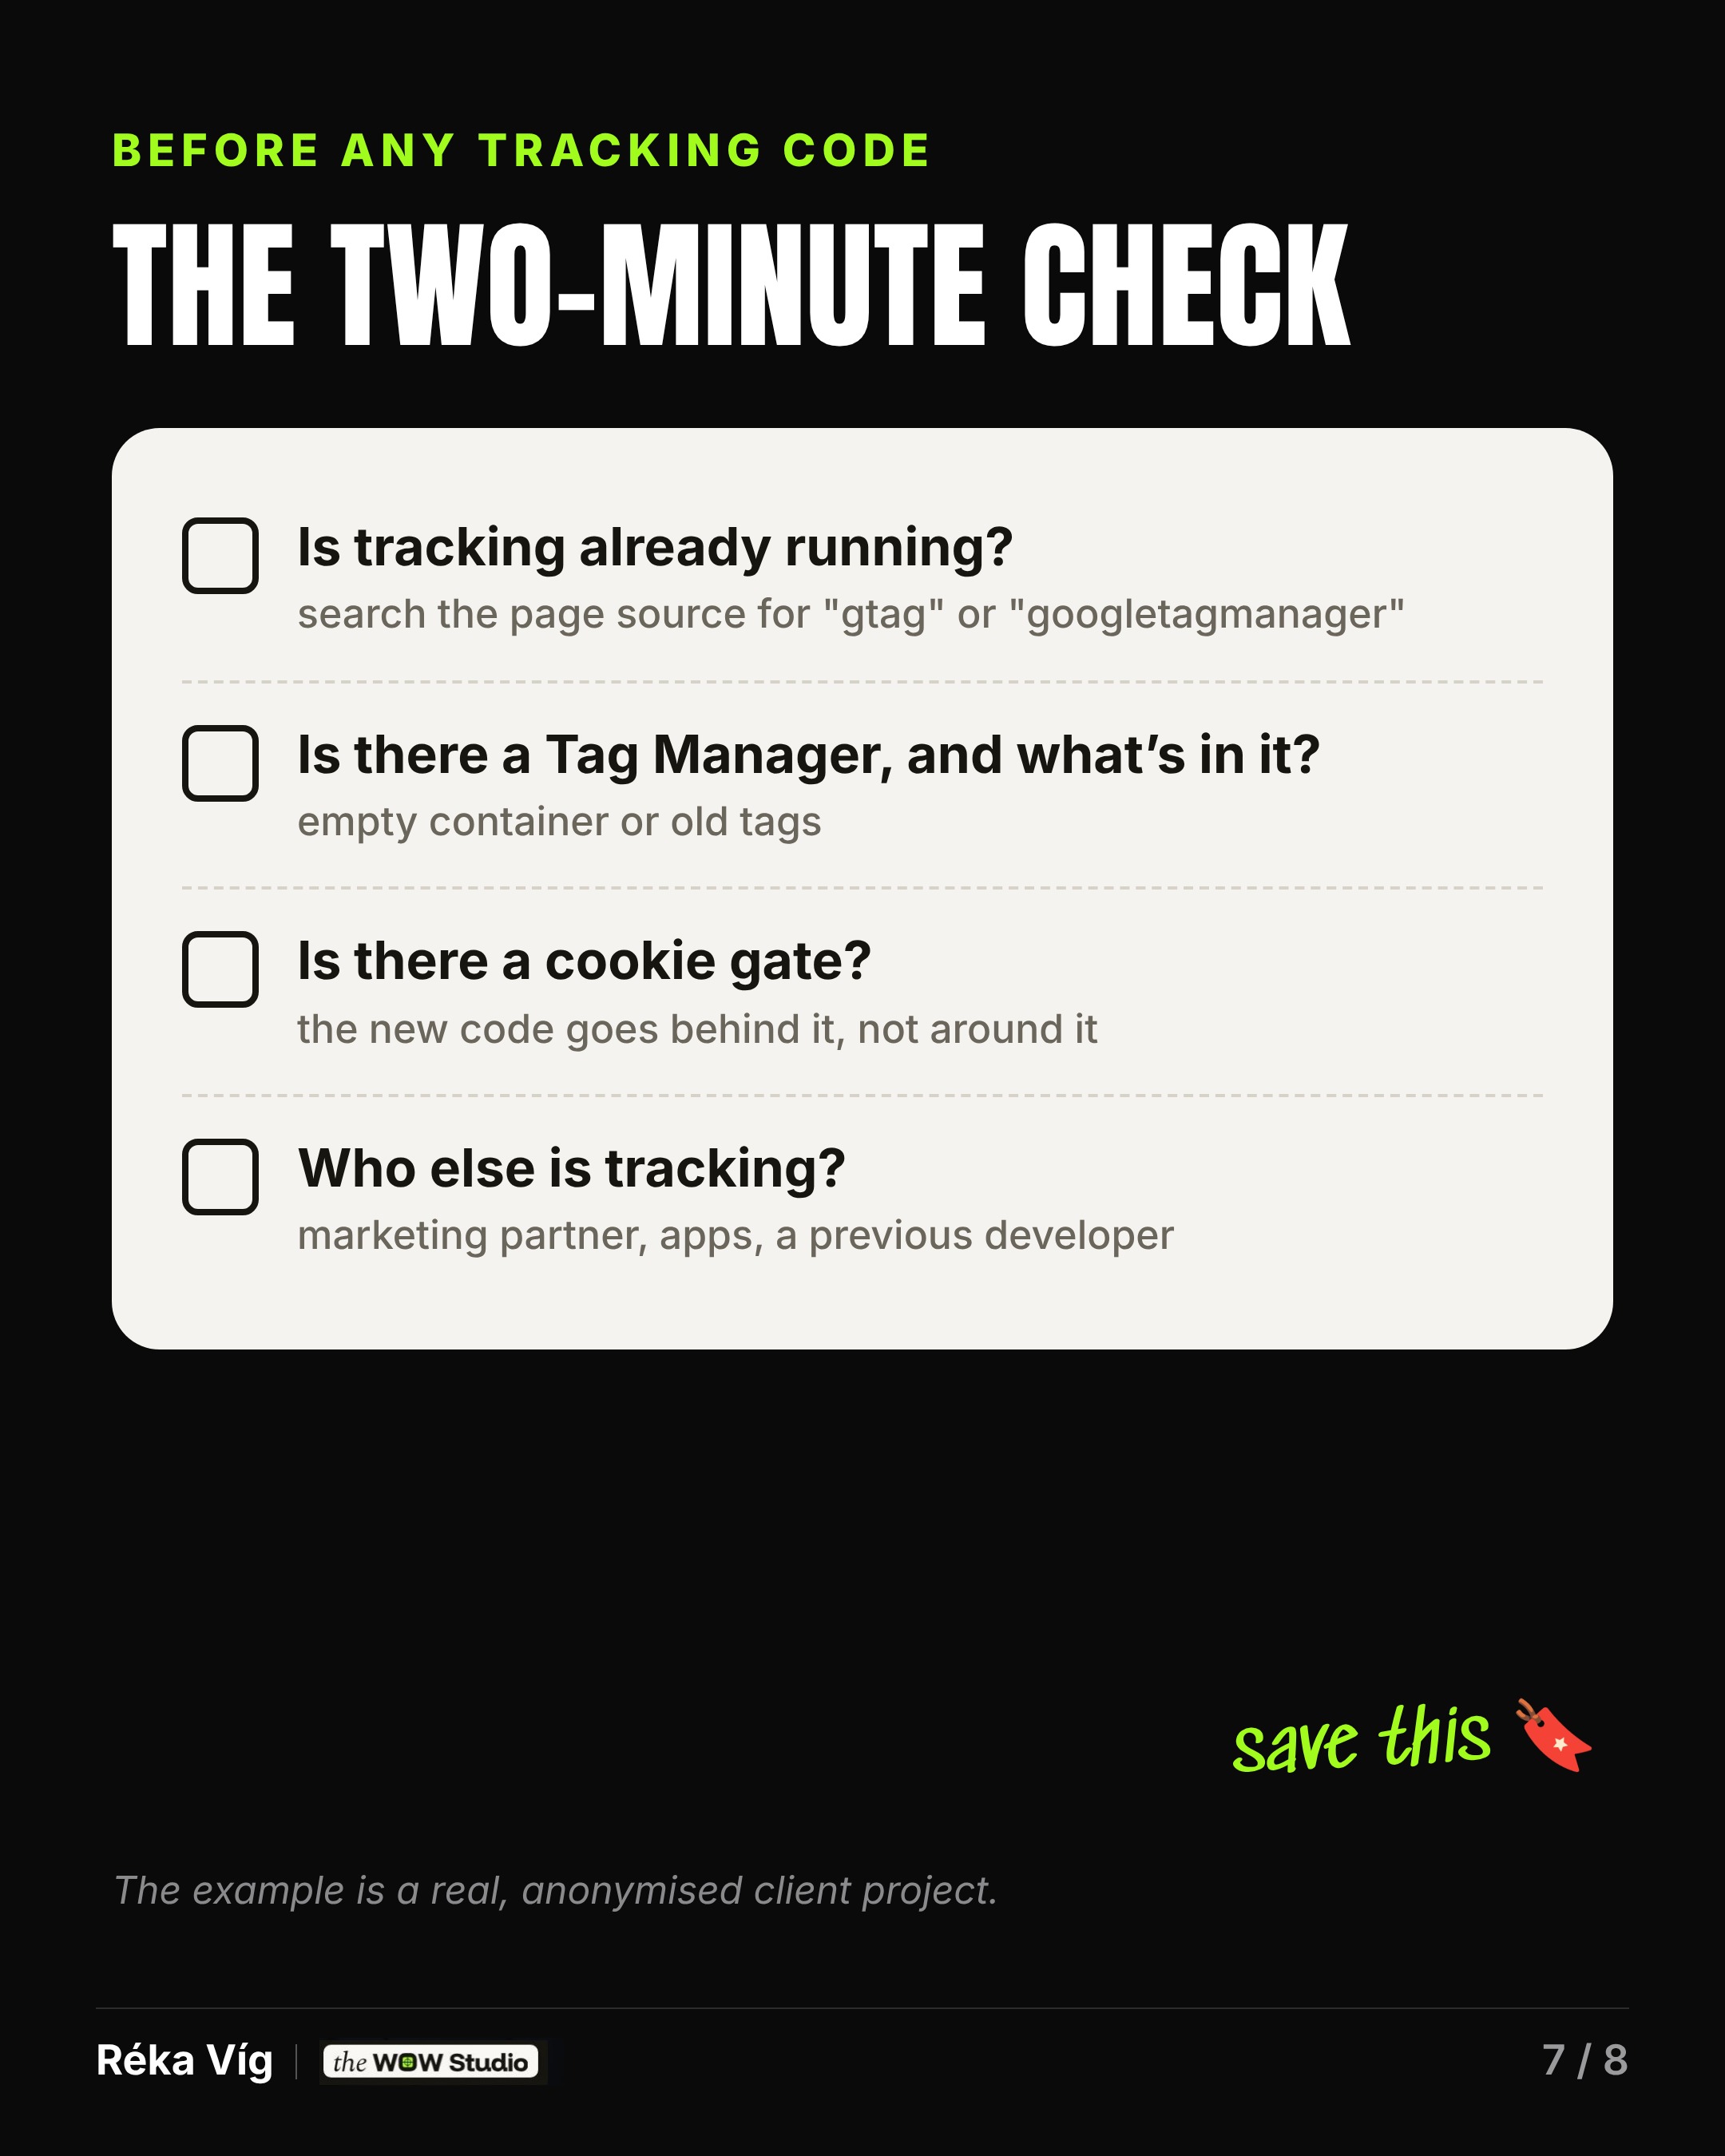 BEFORE ANY TRACKING CODE
THE TWO-MINUTE CHECK
Is tracking already running?
search the page source for "gtag" or "googletagmanager"
Is there a Tag Manager, and what’s in it?
empty container or old tags
Is there a cookie gate?
the new code goes behind it, not around it
Who else is tracking?
marketing partner, apps, a previous developer
save this
The example is a real, anonymised client project.
Réka Víg
the WOW Studio
7 / 8